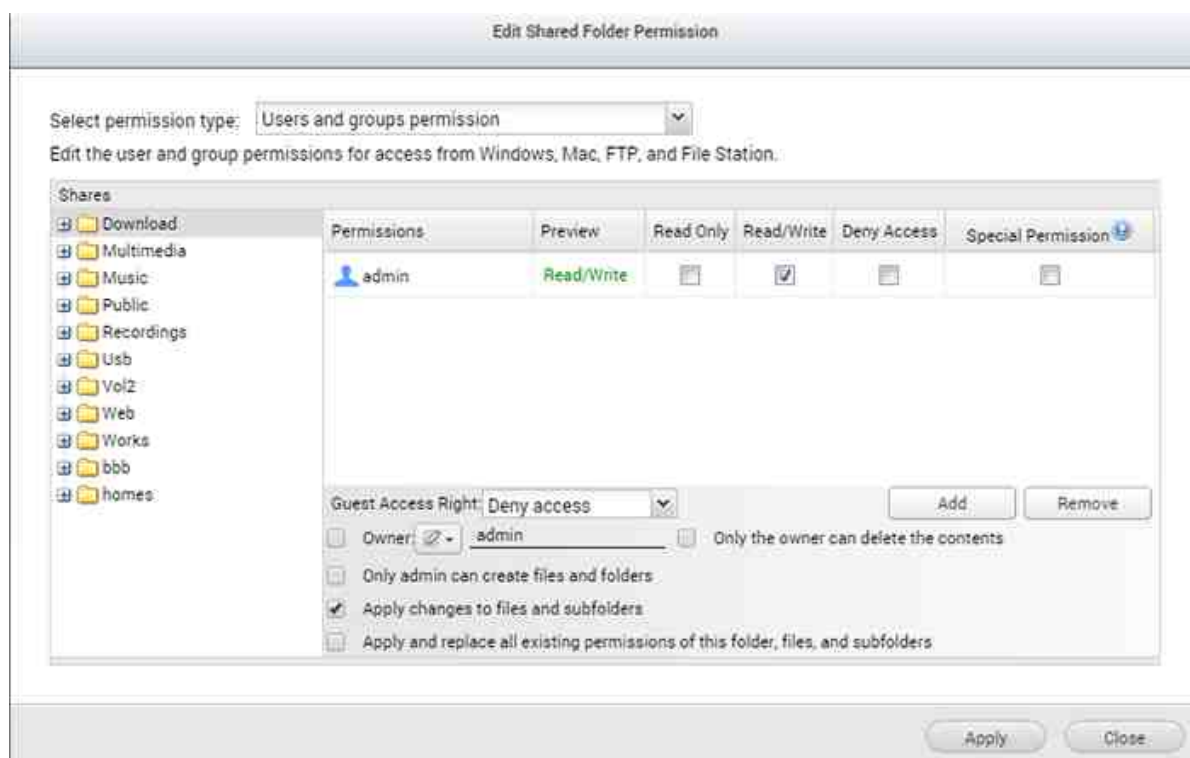 Edit Shared Folder Permission
Select permission type: Users and groups permission
Edit the user and group permissions for access from Windows, Mac, FTP, and File Station.
Shares
Download
Multimedia
Music
Public
Recordings
Usb
Vol2
Web
Works
bbb
homes
Permissions Preview Read Only Read/Write Deny Access Special Permission
admin Read/Write
Guest Access Right: Deny access Add Remove
Owner: admin Only the owner can delete the contents
Only admin can create files and folders
Apply changes to files and subfolders
Apply and replace all existing permissions of this folder, files, and subfolders
Apply Close